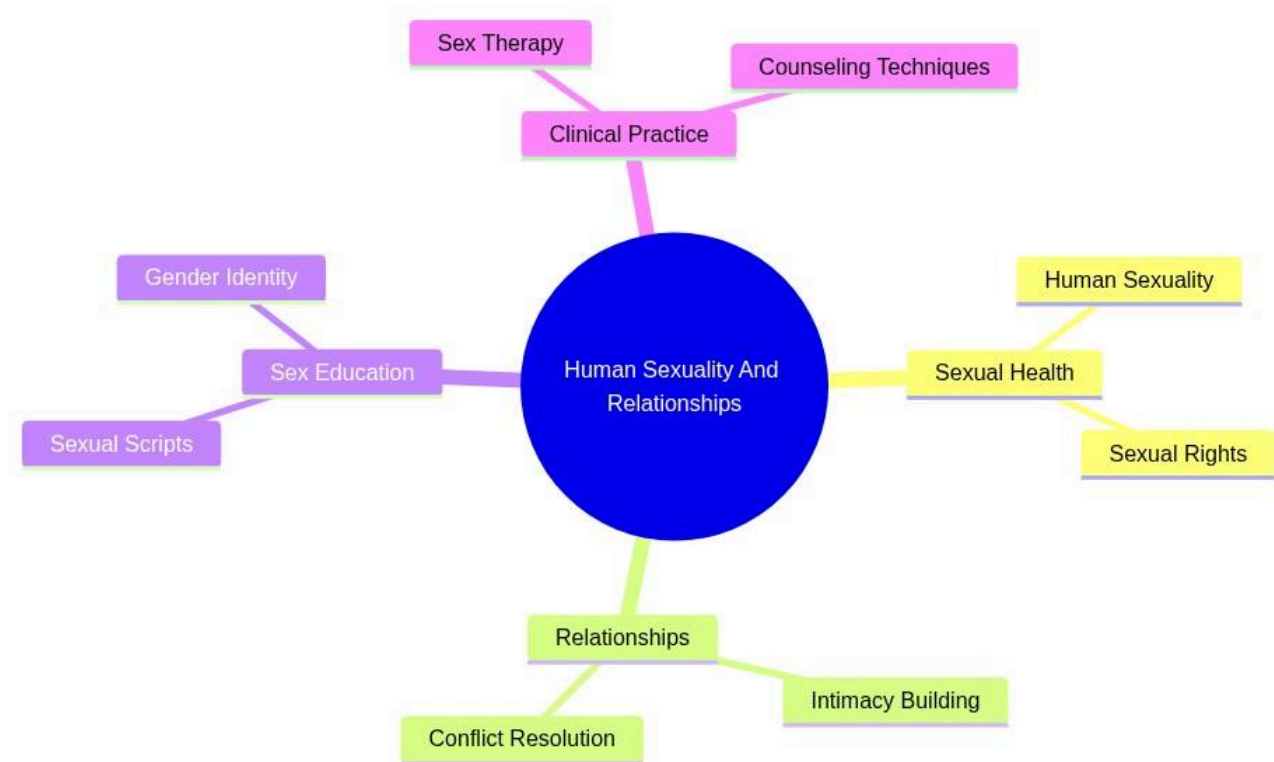 Sex Therapy
Counseling Techniques
Clinical Practice
Gender Identity
Human Sexuality
Sex Education
Human Sexuality And
Relationships
Sexual Health
Sexual Scripts
Sexual Rights
Relationships
Intimacy Building
Conflict Resolution